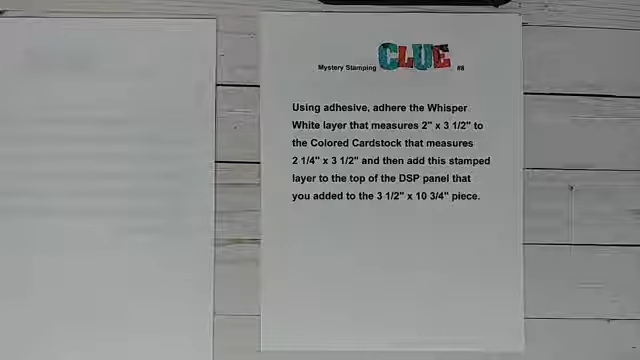 Mystery Stamping CLUE #8
Using adhesive, adhere the Whisper
White layer that measures 2" x 3 1/2" to
the Colored Cardstock that measures
2 1/4" x 3 1/2" and then add this stamped
layer to the top of the DSP panel that
you added to the 3 1/2" x 10 3/4" piece.